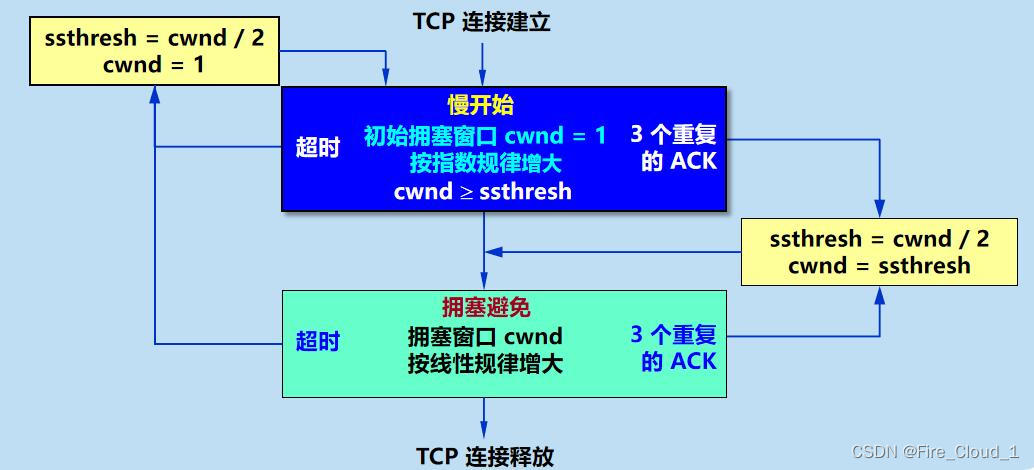 TCP 连接建立
ssthresh = cwnd / 2
cwnd = 1
慢开始
超时
初始拥塞窗口 cwnd = 1
按指数规律增大
cwnd ≥ ssthresh
3 个重复
的 ACK
ssthresh = cwnd / 2
cwnd = ssthresh
拥塞避免
超时
拥塞窗口 cwnd
按线性规律增大
3 个重复
的 ACK
TCP 连接释放
CSDN @Fire_Cloud_1